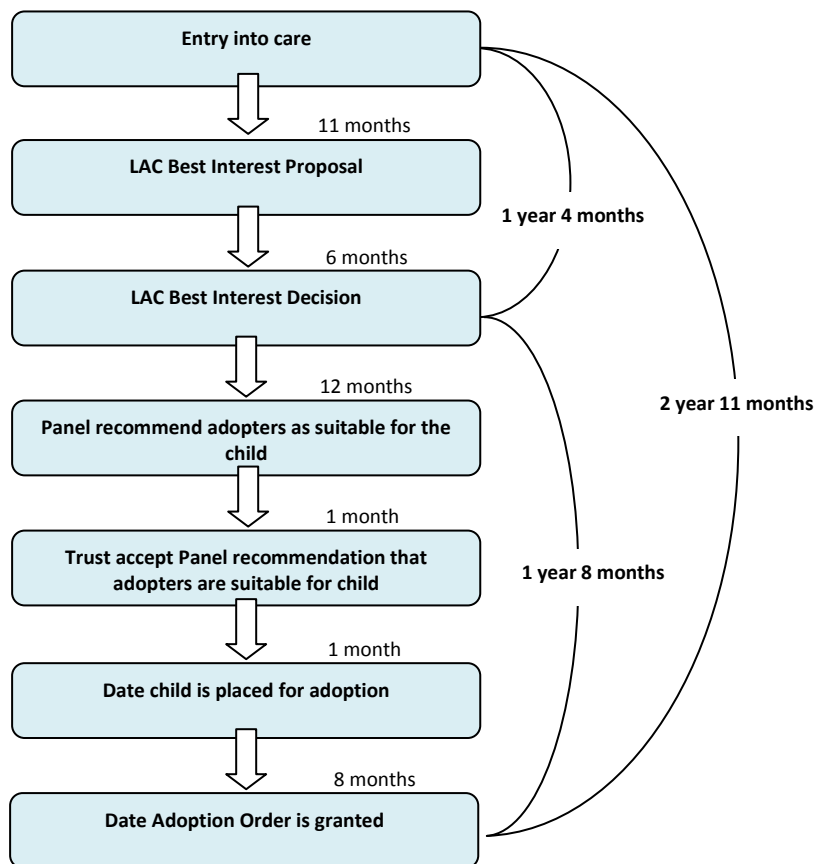 Entry into care
11 months
LAC Best Interest Proposal
1 year 4 months
6 months
LAC Best Interest Decision
12 months
2 year 11 months
Panel recommend adopters as suitable for the
child
1 month
Trust accept Panel recommendation that
adopters are suitable for child
1 year 8 months
1 month
Date child is placed for adoption
8 months
Date Adoption Order is granted